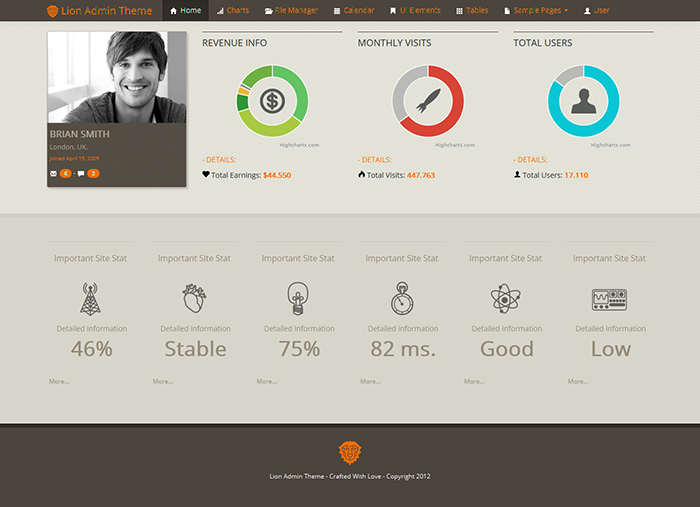 Lion Admin Theme
Home
Charts
File Manager
Calendar
UI Elements
Tables
Sample Pages
User
BRIAN SMITH
London, UK.
joined April 19, 2009
6 - 3
REVENUE INFO
Highcharts.com
- DETAILS:
Total Earnings: $44.550
MONTHLY VISITS
- DETAILS:
Total Visits: 447.763
TOTAL USERS
Highcharts.com
- DETAILS:
Total Users: 17.110
Important Site Stat
Detailed Information
46%
More...
Important Site Stat
Detailed Information
Stable
More...
Important Site Stat
Detailed Information
75%
More...
Important Site Stat
Detailed Information
82 ms.
More...
Important Site Stat
Detailed Information
Good
More...
Important Site Stat
Detailed Information
Low
More...
Lion Admin Theme - Crafted With Love - Copyright 2012